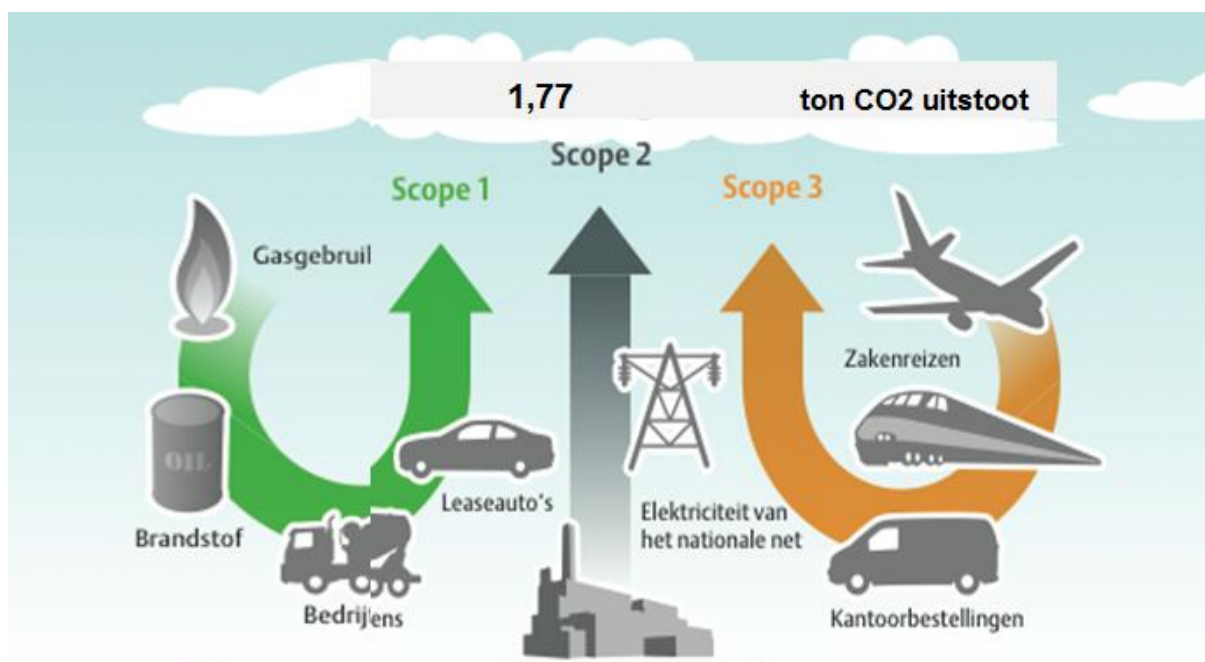 1,77 ton CO2 uitstoot
Scope 2
Scope 1
Scope 3
Gasgebruil
Zakenreizen
OIL
Leaseauto's
Elektriciteit van
het nationale net
Brandstof
Bedrijens
Kantoorbestellingen